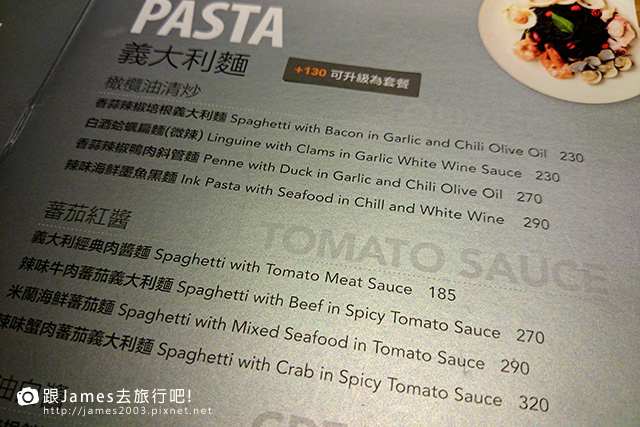 PASTA
義大利麵
+130 可升級為套餐
橄欖油清炒
香蒜辣椒培根義大利麵 Spaghetti with Bacon in Garlic and Chili Olive Oil 230
白酒蛤蠣扁麵(微辣) Linguine with Clams in Garlic White Wine Sauce 230
香蒜辣椒鴨肉斜管麵 Penne with Duck in Garlic and Chili Olive Oil 270
辣味海鮮墨魚黑麵 Ink Pasta with Seafood in Chill and White Wine 290
TOMATO SAUCE
蕃茄紅醬
義大利經典肉醬麵 Spaghetti with Tomato Meat Sauce 185
辣味牛肉蕃茄義大利麵 Spaghetti with Beef in Spicy Tomato Sauce 270
米蘭海鮮蕃茄麵 Spaghetti with Mixed Seafood in Tomato Sauce 290
辣味蟹肉蕃茄義大利麵 Spaghetti with Crab in Spicy Tomato Sauce 320
跟James去旅行吧!
http://james2003.pixnet.net